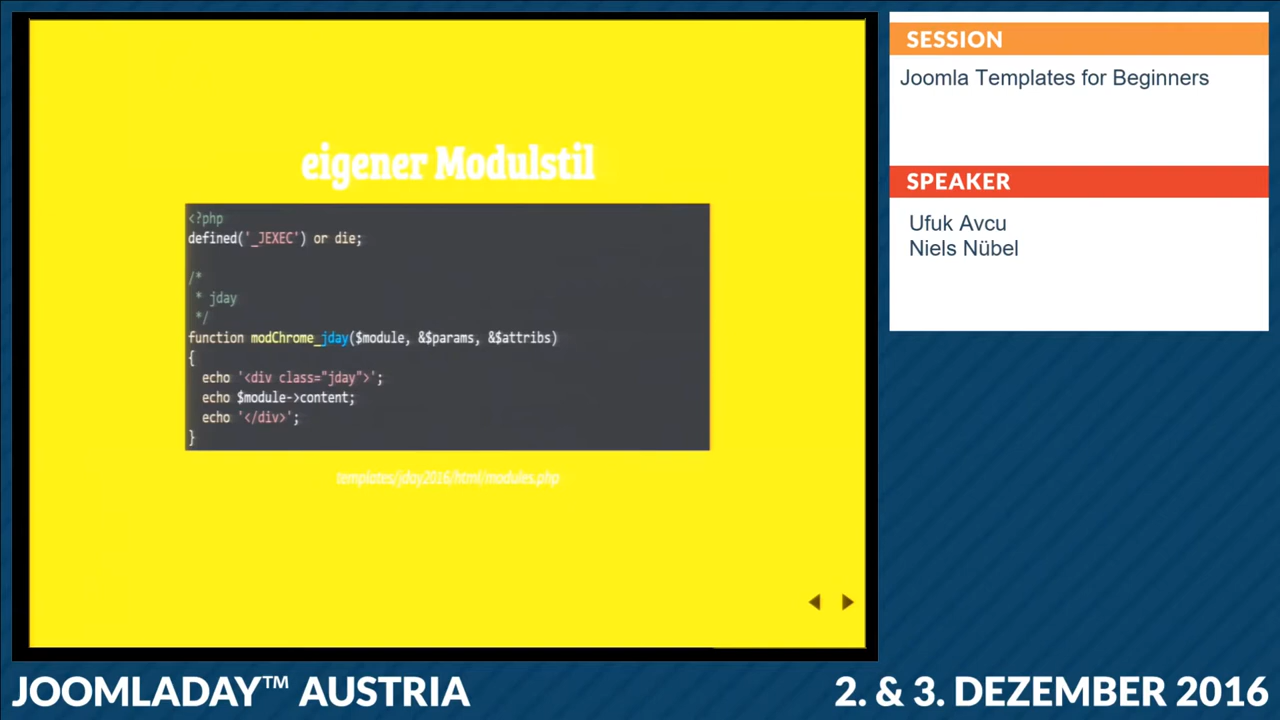 eigener Modulstil
<?php
defined('_JEXEC') or die;
/*
* jday
*/
function modChrome_jday($module, &$params, &$attribs)
{
echo '<div class="jday">';
echo $module->content;
echo '</div>';
}
templates/jday2016/html/modules.php
SESSION
Joomla Templates for Beginners
SPEAKER
Ufuk Avcu
Niels Nübel
JOOMLADAY™ AUSTRIA
2. & 3. DEZEMBER 2016